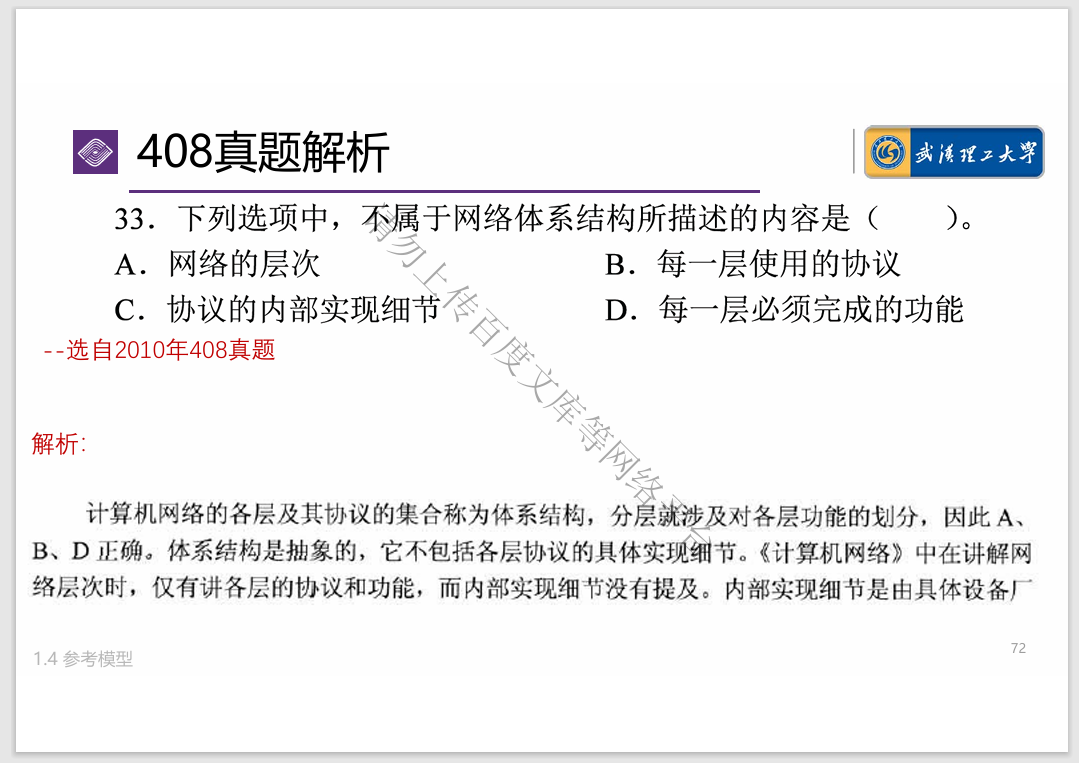 408真题解析
武汉理工大学
33．下列选项中，不属于网络体系结构所描述的内容是（　　）。
A．网络的层次
B．每一层使用的协议
C．协议的内部实现细节
D．每一层必须完成的功能
--选自2010年408真题
请勿上传百度文库等网络平台
解析：
计算机网络的各层及其协议的集合称为体系结构，分层就涉及对各层功能的划分，因此 A、
B、D 正确。体系结构是抽象的，它不包括各层协议的具体实现细节。《计算机网络》中在讲解网
络层次时，仅有讲各层的协议和功能，而内部实现细节没有提及。内部实现细节是由具体设备厂
1.4 参考模型
72